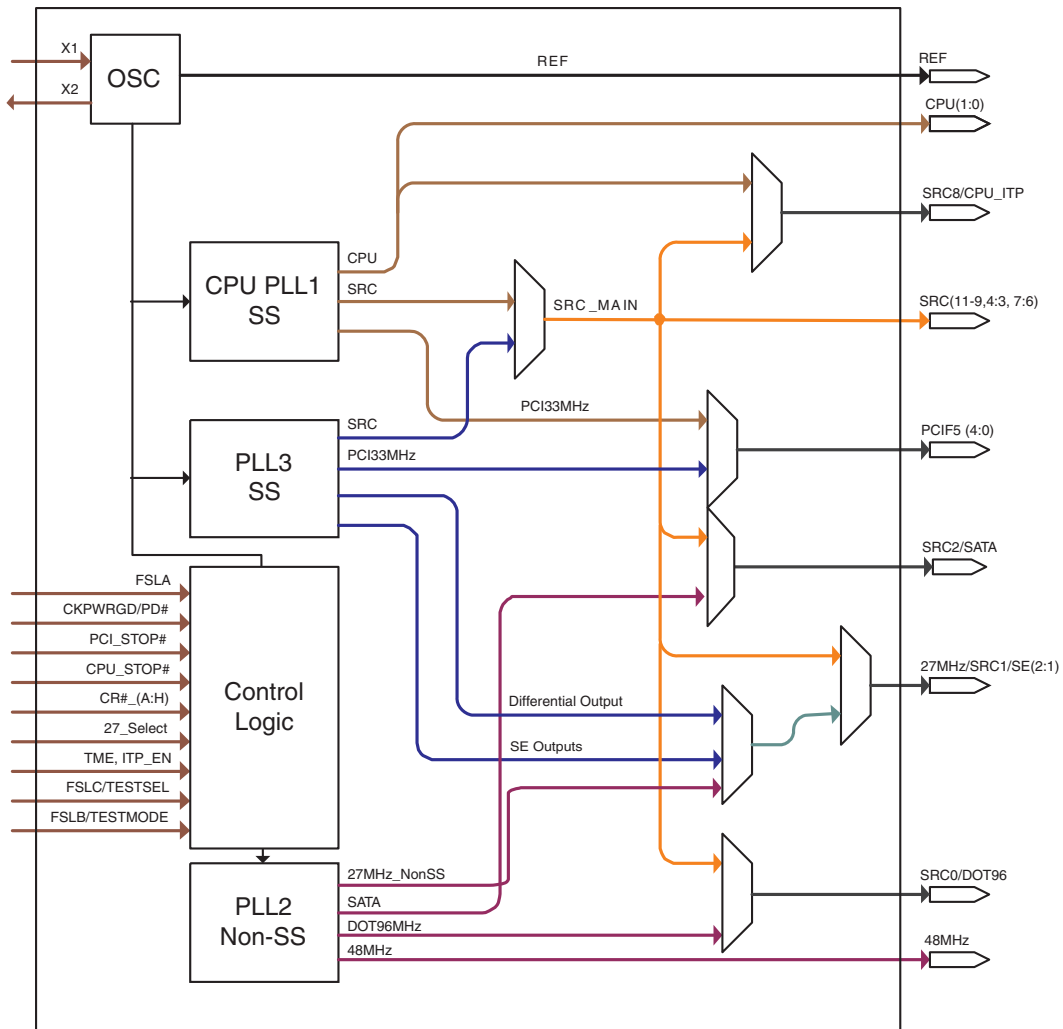 X1
X2
OSC
REF
REF
CPU(1:0)
SRC8/CPU_ITP
CPU PLL1
SS
CPU
SRC
SRC_MAIN
SRC(11-9,4:3, 7:6)
PCI33MHz
PLL3
SS
SRC
PCI33MHz
PCIF5 (4:0)
SRC2/SATA
FSLA
CKPWRGD/PD#
PCI_STOP#
CPU_STOP#
CR#_(A:H)
27_Select
TME, ITP_EN
FSLC/TESTSEL
FSLB/TESTMODE
Control
Logic
Differential Output
SE Outputs
27MHz/SRC1/SE(2:1)
PLL2
Non-SS
27MHz_NonSS
SATA
DOT96MHz
48MHz
SRC0/DOT96
48MHz